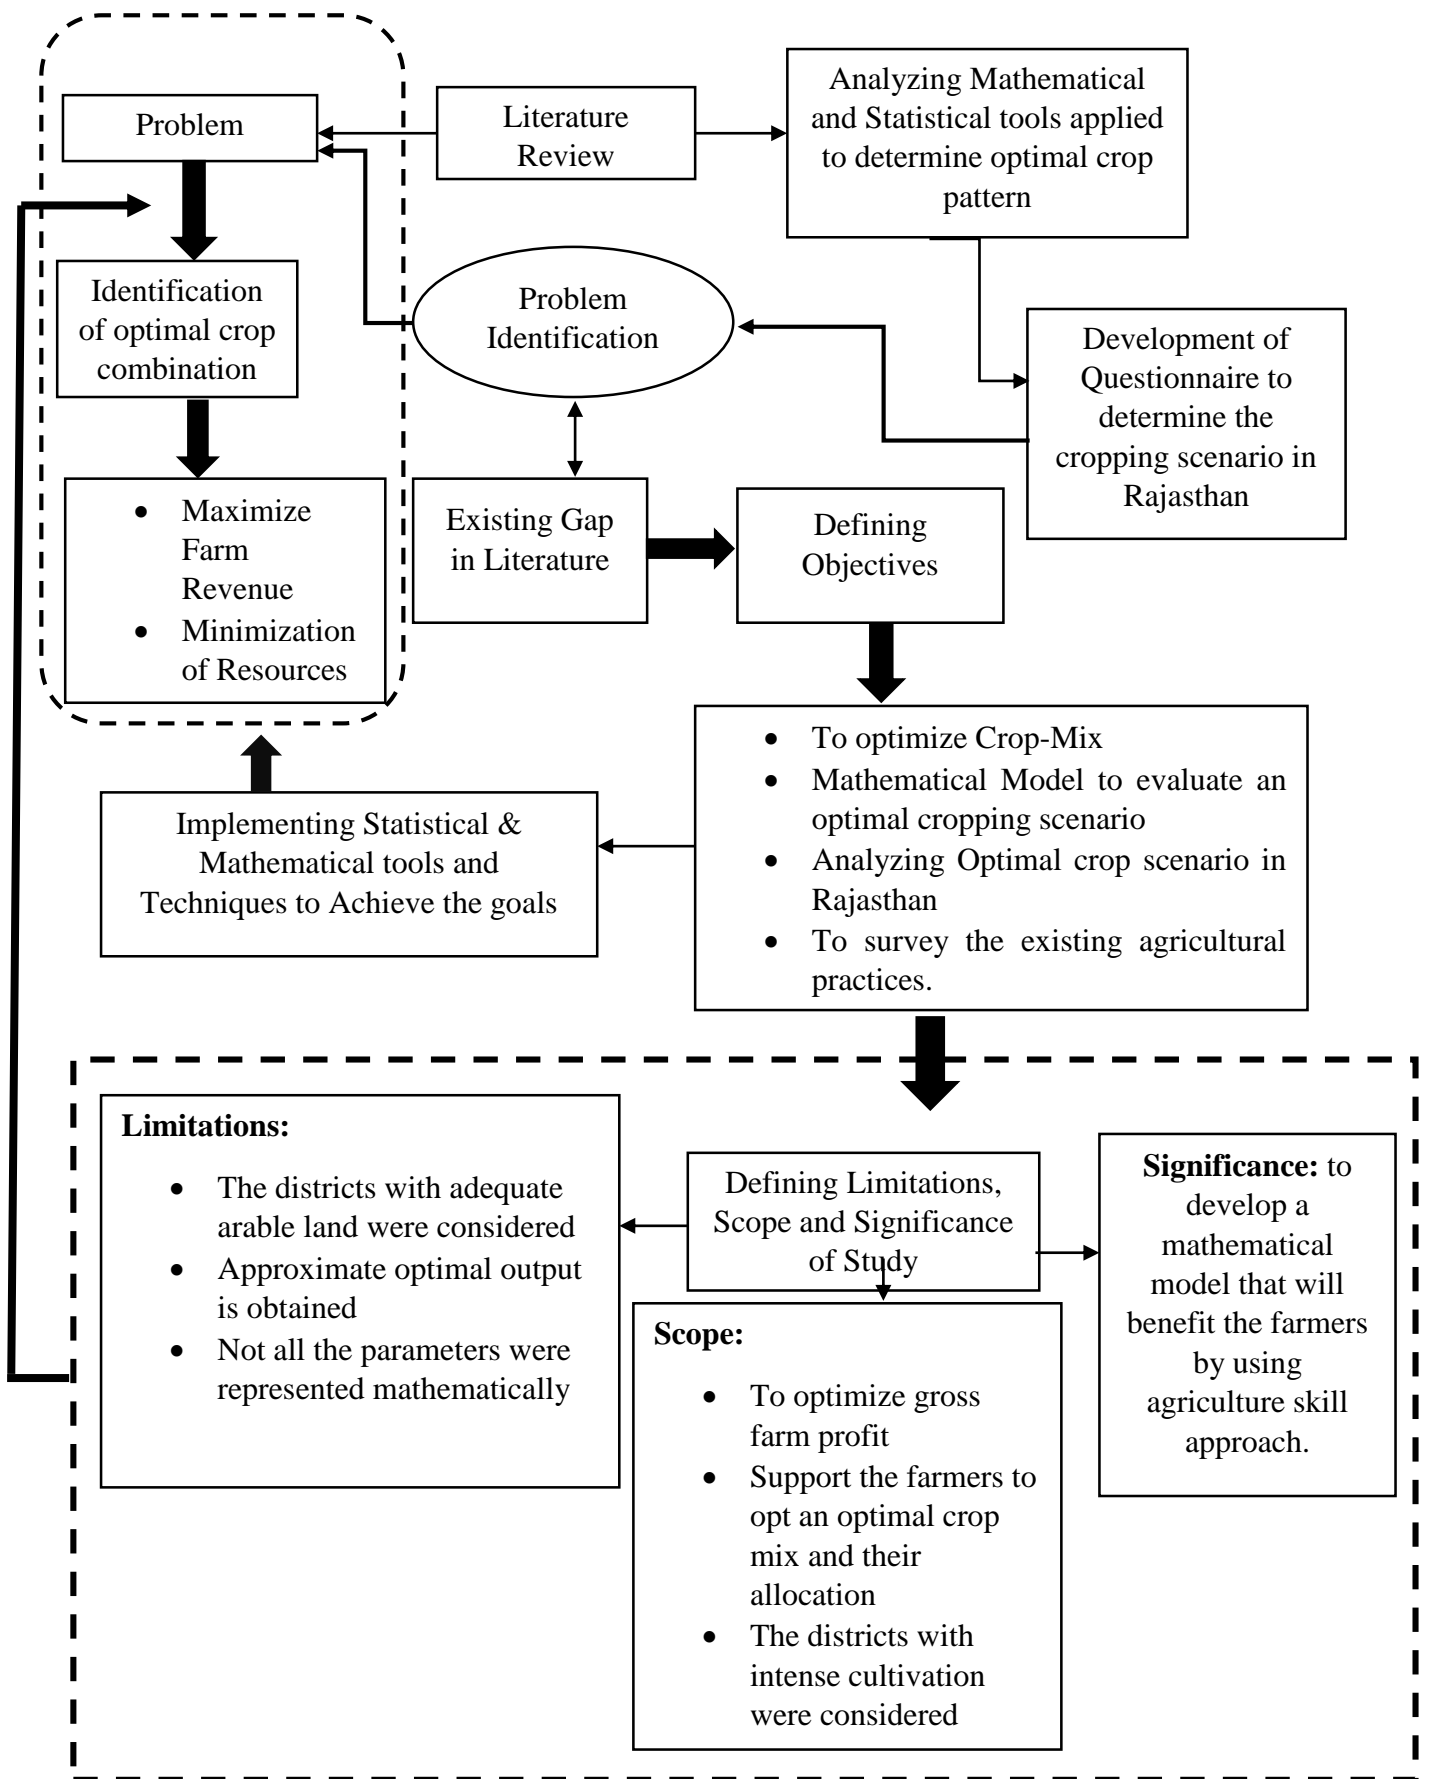 Problem
Literature
Review
Analyzing Mathematical
and Statistical tools applied
to determine optimal crop
pattern
Identification
of optimal crop
combination
Problem
Identification
Development of
Questionnaire to
determine the
cropping scenario in
Rajasthan
• Maximize
Farm
Revenue
• Minimization
of Resources
Existing Gap
in Literature
Defining
Objectives
• To optimize Crop-Mix
• Mathematical Model to evaluate an
optimal cropping scenario
• Analyzing Optimal crop scenario in
Rajasthan
• To survey the existing agricultural
practices.
Implementing Statistical &
Mathematical tools and
Techniques to Achieve the goals
Limitations:
• The districts with adequate
arable land were considered
• Approximate optimal output
is obtained
• Not all the parameters were
represented mathematically
Defining Limitations,
Scope and Significance
of Study
Significance: to
develop a
mathematical
model that will
benefit the farmers
by using
agriculture skill
approach.
Scope:
• To optimize gross
farm profit
• Support the farmers to
opt an optimal crop
mix and their
allocation
• The districts with
intense cultivation
were considered